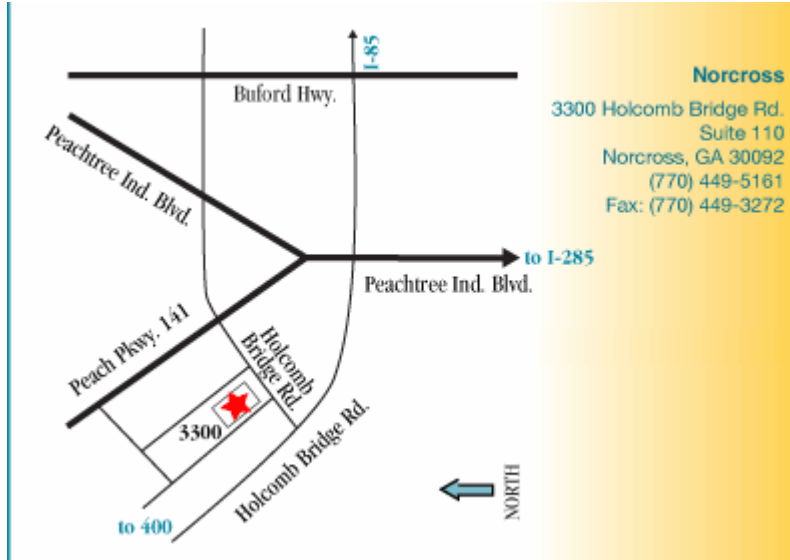 I-85
Buford Hwy.
Peachtree Ind. Blvd.
to I-285
Peachtree Ind. Blvd.
Peach Pkwy. 141
Holcomb
Bridge Rd.
3300
Holcomb Bridge Rd.
to 400
NORTH
Norcross
3300 Holcomb Bridge Rd.
Suite 110
Norcross, GA 30092
(770) 449-5161
Fax: (770) 449-3272